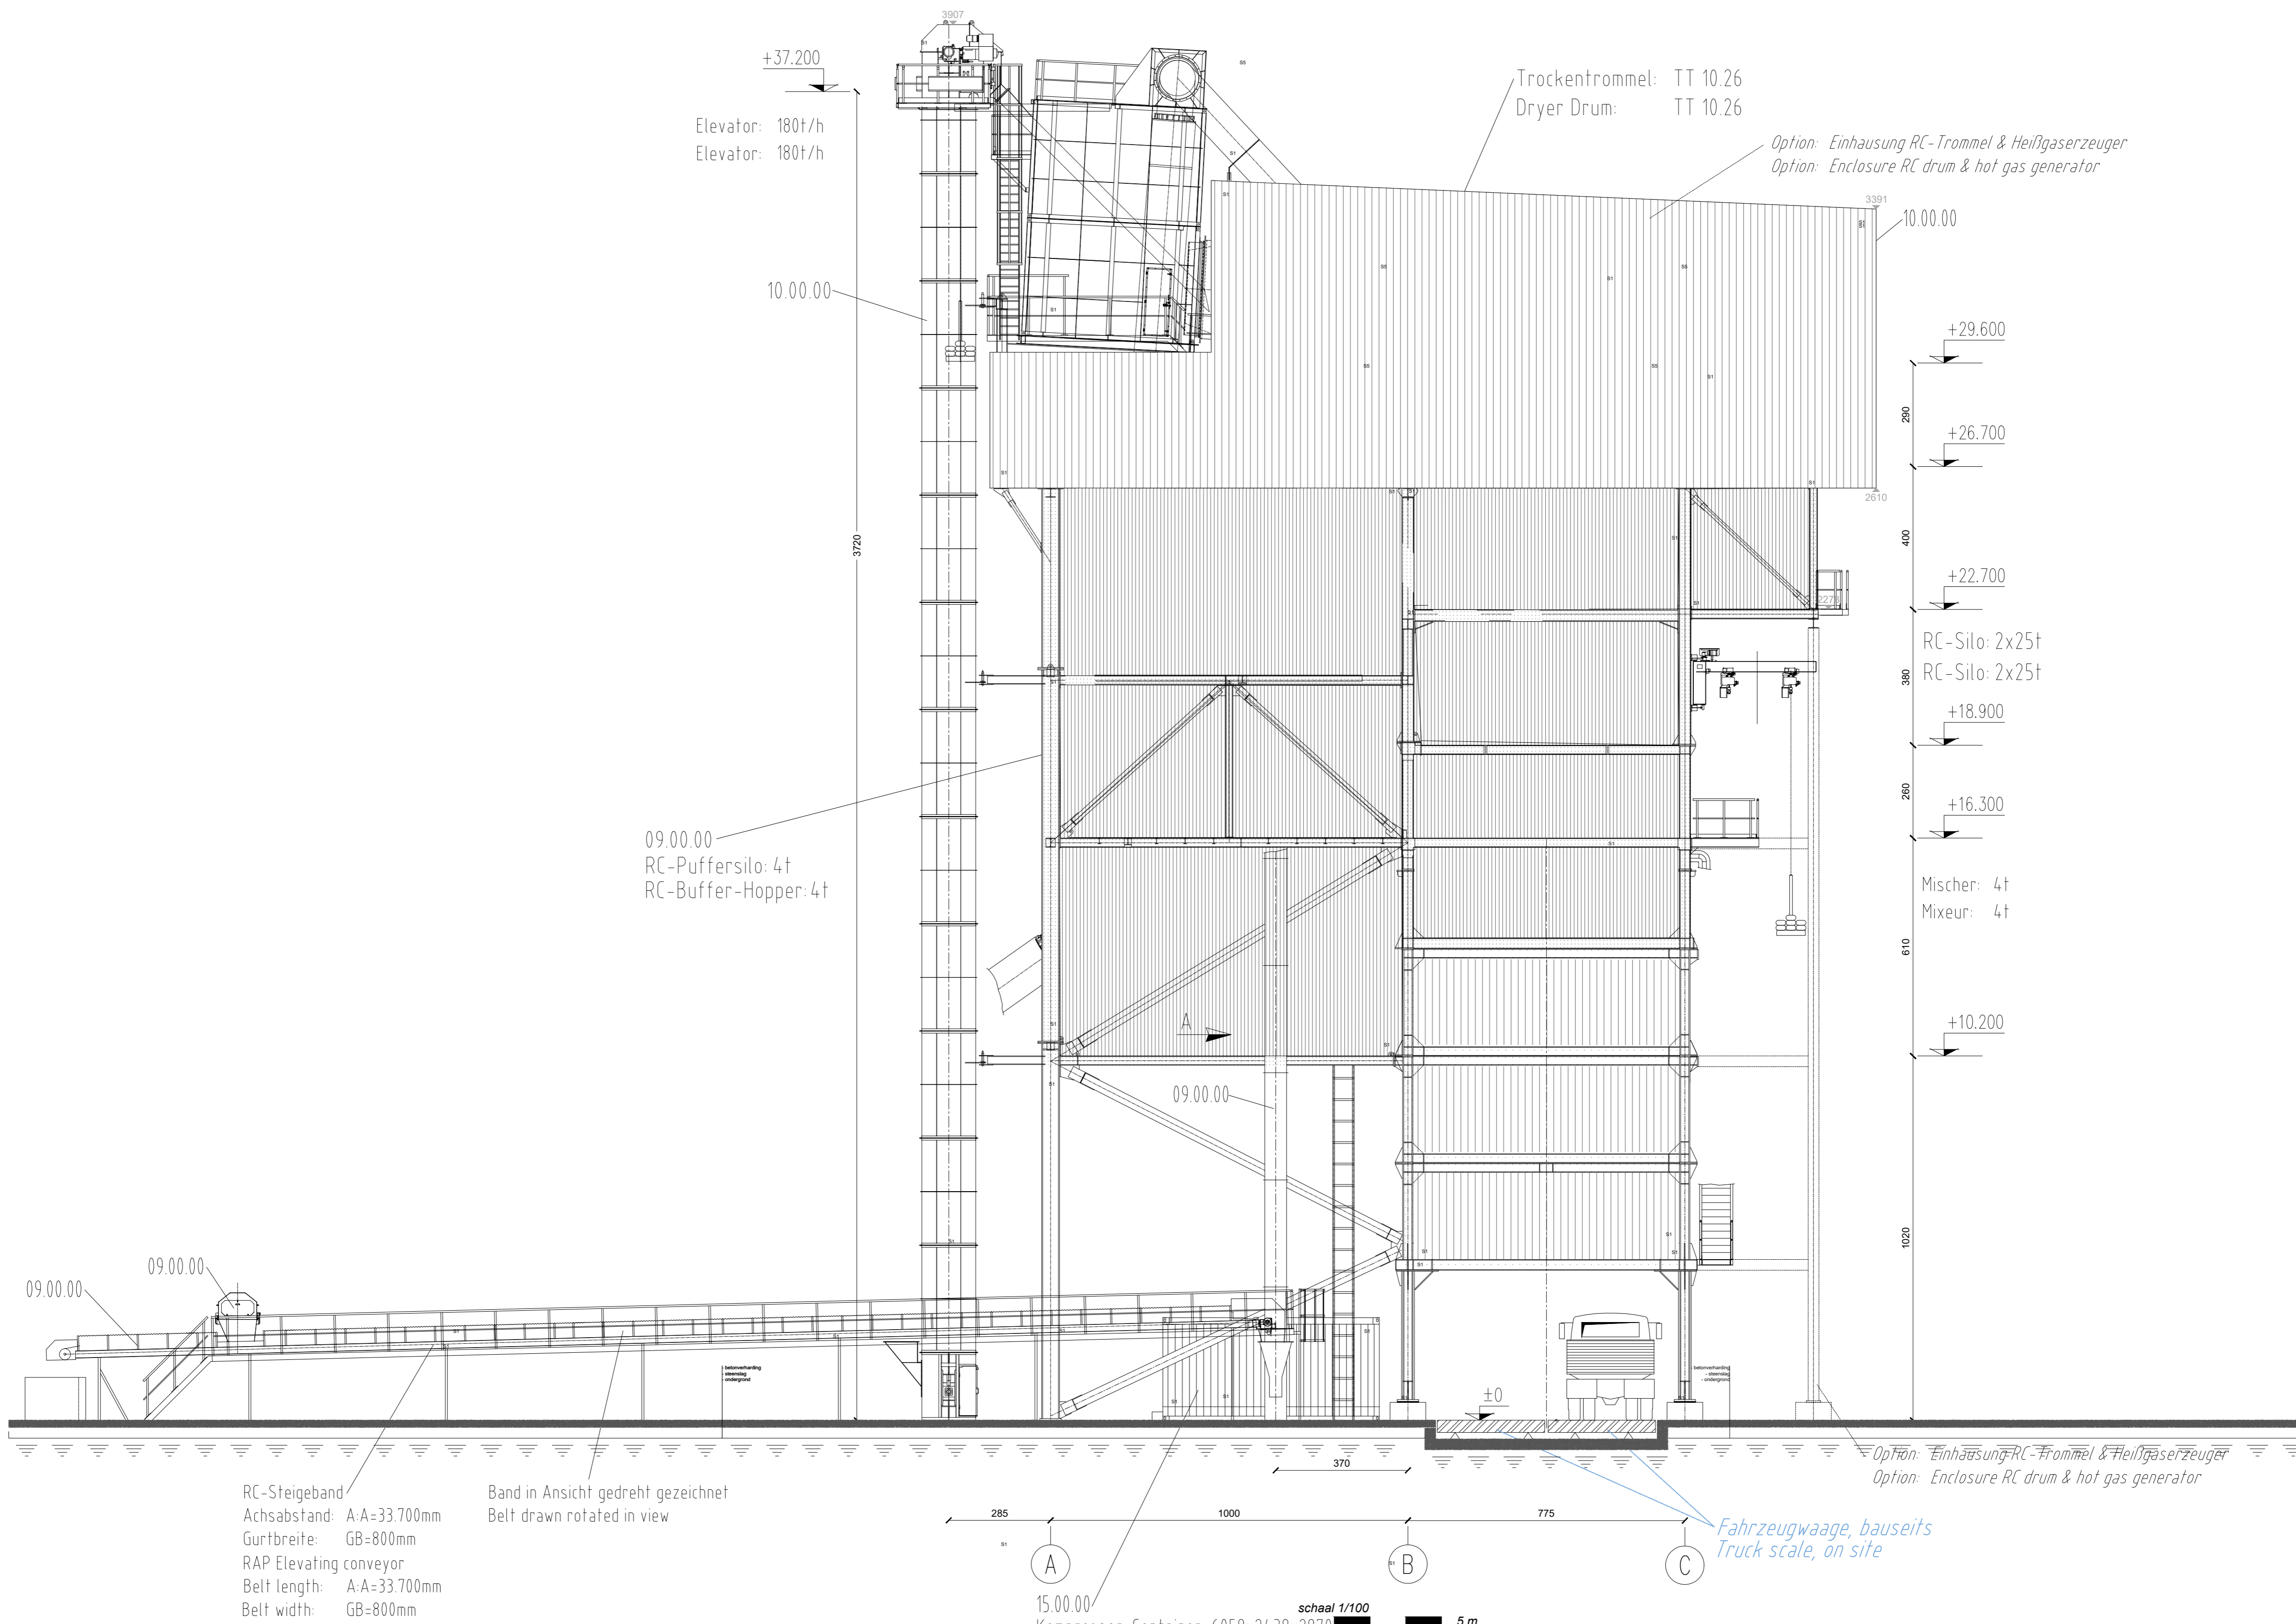 3907
+37.200
Elevator: 180t/h
Elevator: 180t/h
Trockentrommel: TT 10.26
Dryer Drum: TT 10.26
Option: Einhausung RC-Trommel & Heißgaserzeuger
Option: Enclosure RC drum & hot gas generator
3391
10.00.00
10.00.00
+29.600
290
+26.700
2610
400
3720
+22.700
RC-Silo: 2x25t
RC-Silo: 2x25t
380
+18.900
260
+16.300
09.00.00
RC-Puffersilo: 4t
RC-Buffer-Hopper: 4t
Mischer: 4t
Mixeur: 4t
610
A
+10.200
09.00.00
1020
09.00.00
09.00.00
- betonverharding
- steenslag
- ondergrond
- betonverharding
- steenslag
- ondergrond
±0
370
Option: Einhausung RC-Trommel & Heißgaserzeuger
Option: Enclosure RC drum & hot gas generator
RC-Steigeband
Achsabstand: A:A=33.700mm
Gurtbreite: GB=800mm
RAP Elevating conveyor
Belt length: A:A=33.700mm
Belt width: GB=800mm
Band in Ansicht gedreht gezeichnet
Belt drawn rotated in view
285
1000
775
Fahrzeugwaage, bauseits
Truck scale, on site
A
B
C
15.00.00
schaal 1/100
5 m